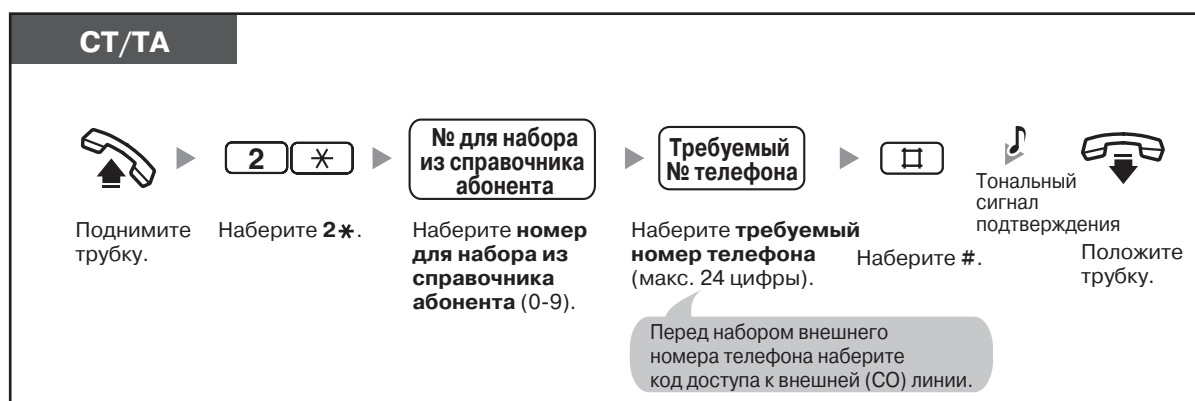 СТ/ТА
2 *
№ для набора
из справочника
абонента
Требуемый
№ телефона
#
Поднимите
трубку.
Наберите 2*.
Наберите номер
для набора из
справочника
абонента (0-9).
Наберите требуемый
номер телефона
(макс. 24 цифры).
Наберите #.
Тональный
сигнал
подтверждения
Положите
трубку.
Перед набором внешнего
номера телефона наберите
код доступа к внешней (CO) линии.